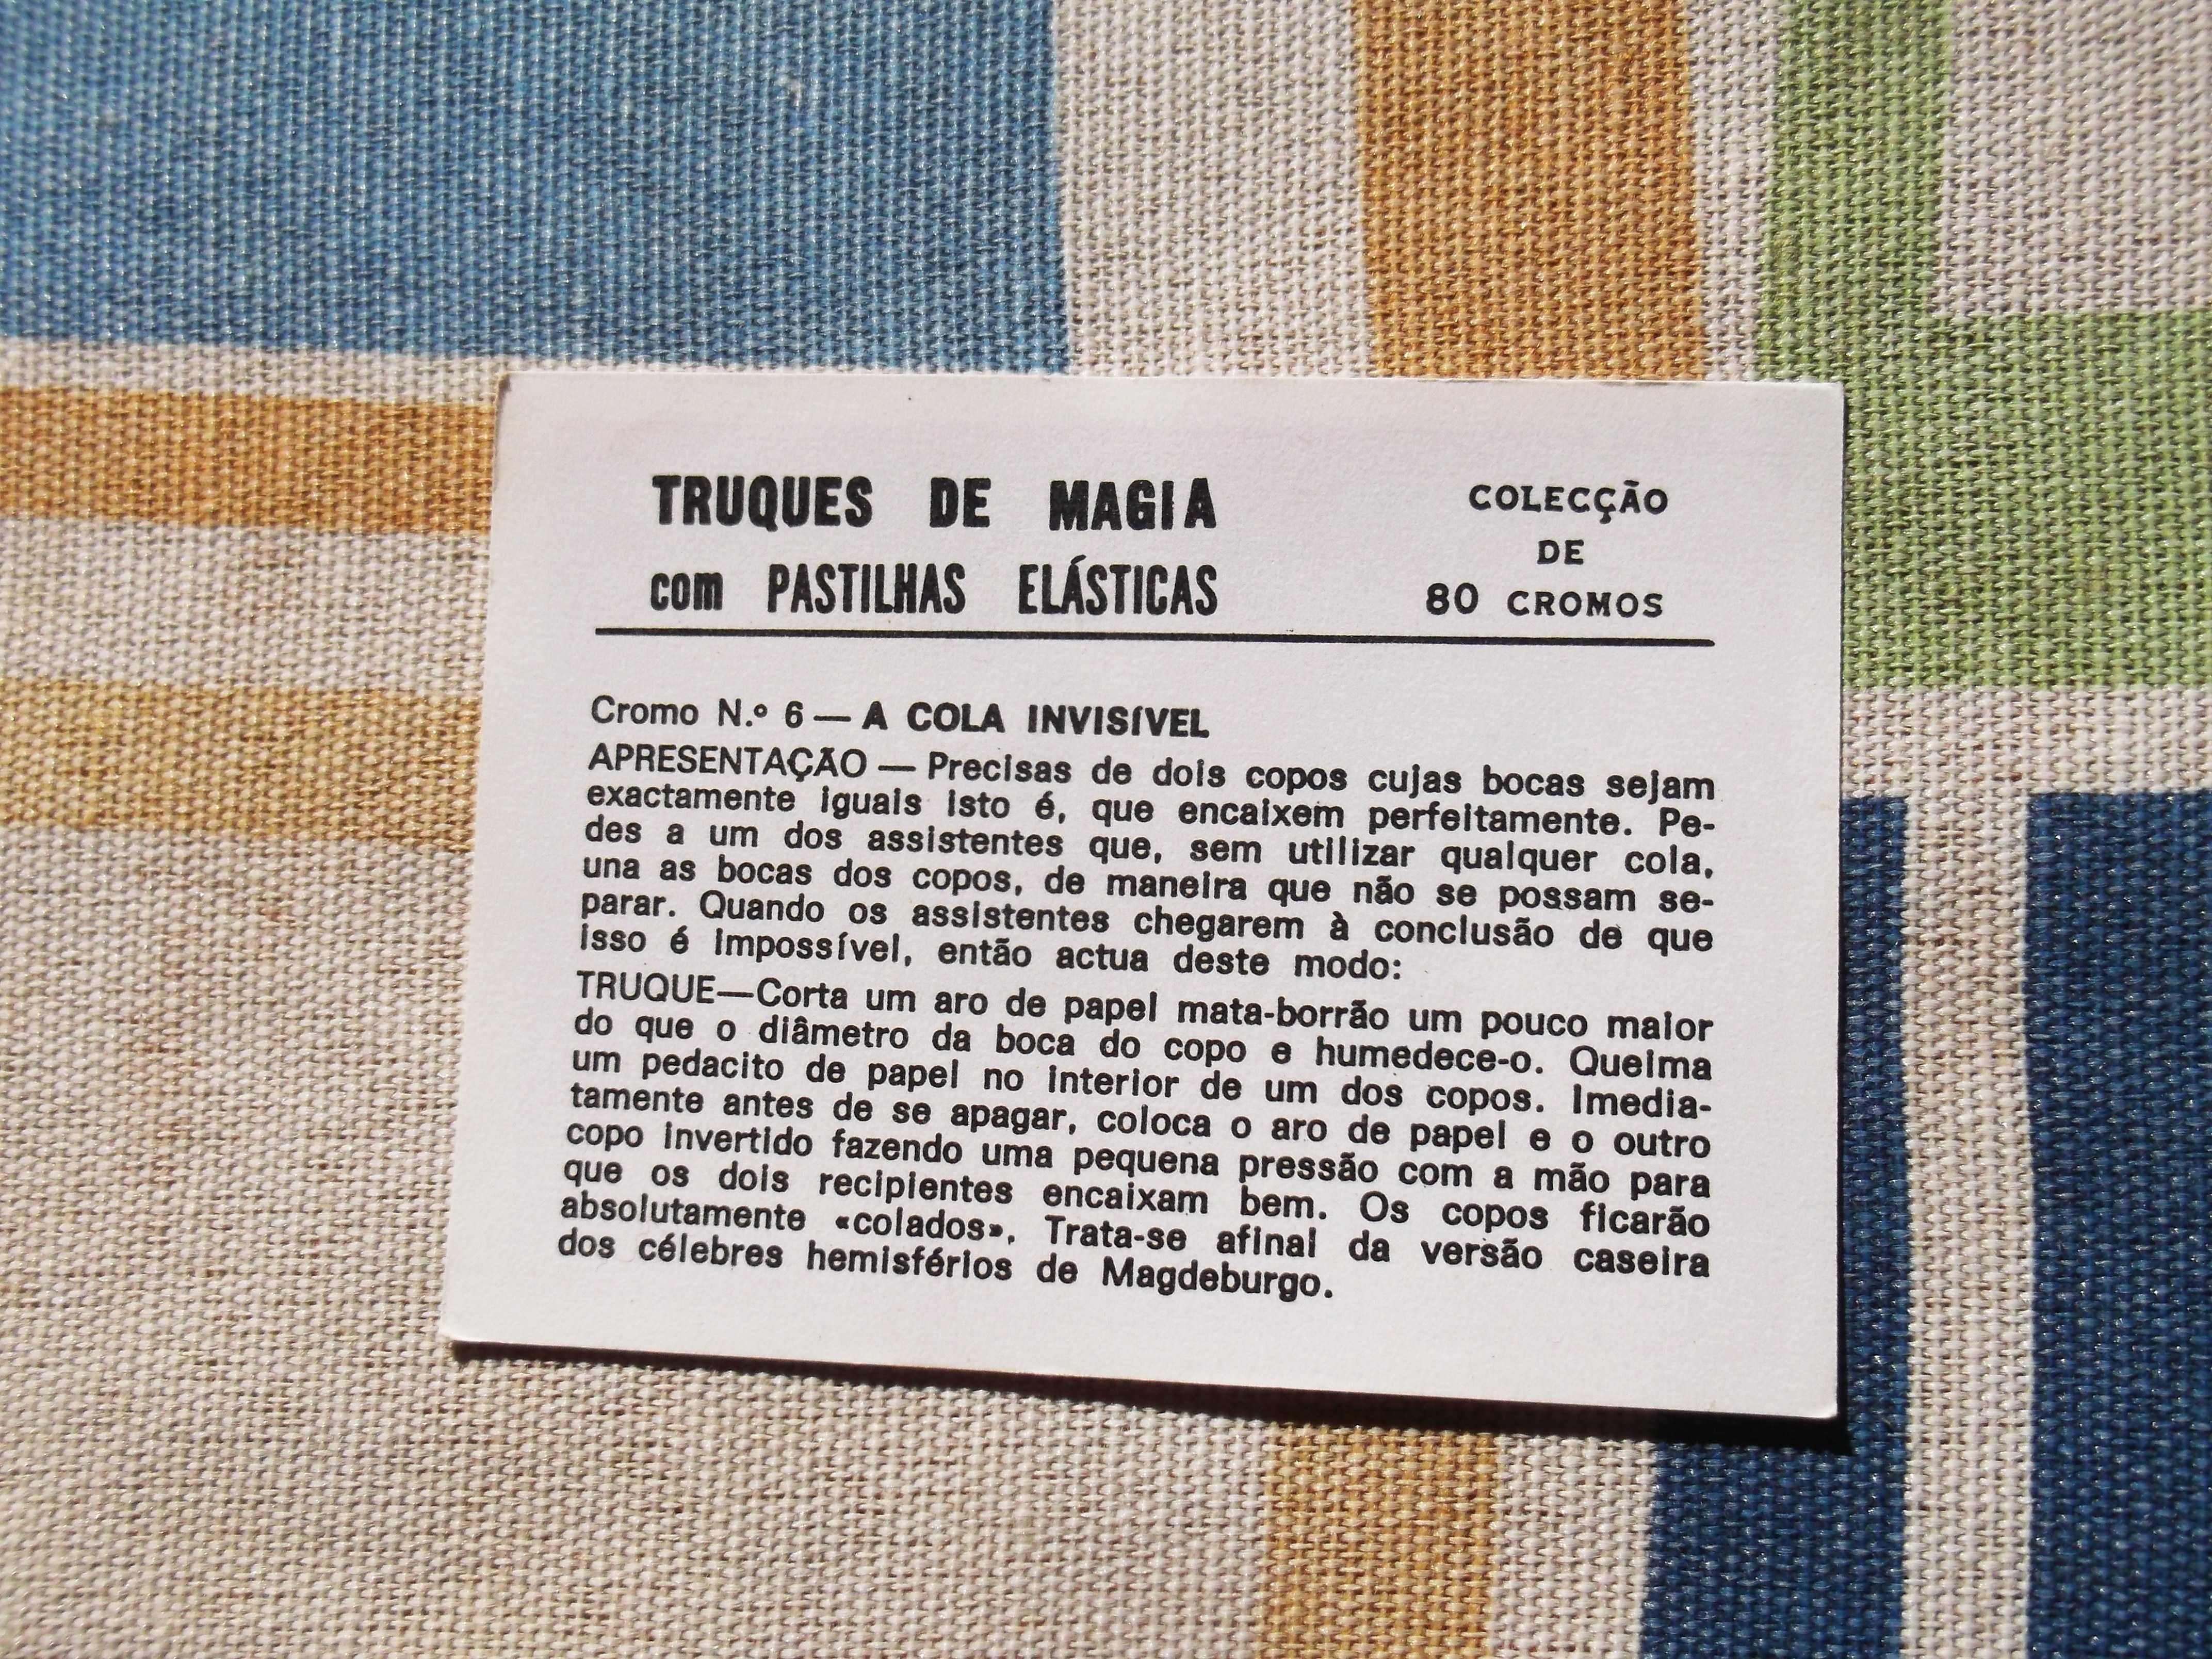 TRUQUES DE MAGIA
com PASTILHAS ELÁSTICAS
COLECÇÃO
DE
80 CROMOS
Cromo N.º 6 — A COLA INVISÍVEL
APRESENTAÇÃO — Precisas de dois copos cujas bocas sejam
exactamente iguais isto é, que encaixem perfeitamente. Pe-
des a um dos assistentes que, sem utilizar qualquer cola,
una as bocas dos copos, de maneira que não se possam se-
parar. Quando os assistentes chegarem à conclusão de que
isso é impossível, então actua deste modo:
TRUQUE—Corta um aro de papel mata-borrão um pouco maior
do que o diâmetro da boca do copo e humedece-o. Queima
um pedacito de papel no interior de um dos copos. Imedia-
tamente antes de se apagar, coloca o aro de papel e o outro
copo invertido fazendo uma pequena pressão com a mão para
que os dois recipientes encaixam bem. Os copos ficarão
absolutamente «colados». Trata-se afinal da versão caseira
dos célebres hemisférios de Magdeburgo.